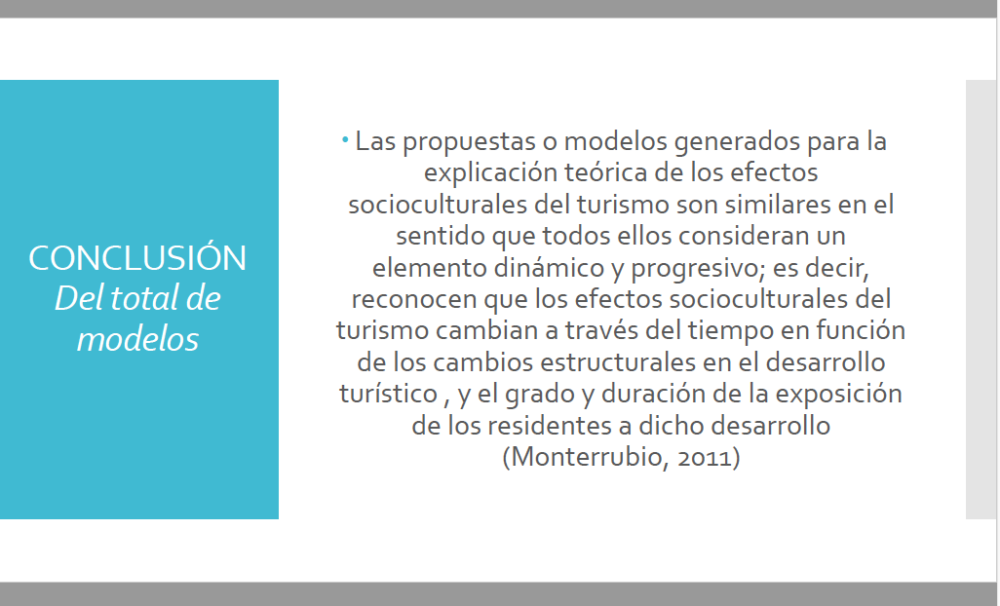 CONCLUSIÓN
Del total de
modelos
• Las propuestas o modelos generados para la
explicación teórica de los efectos
socioculturales del turismo son similares en el
sentido que todos ellos consideran un
elemento dinámico y progresivo; es decir,
reconocen que los efectos socioculturales del
turismo cambian a través del tiempo en función
de los cambios estructurales en el desarrollo
turístico , y el grado y duración de la exposición
de los residentes a dicho desarrollo
(Monterrubio, 2011)